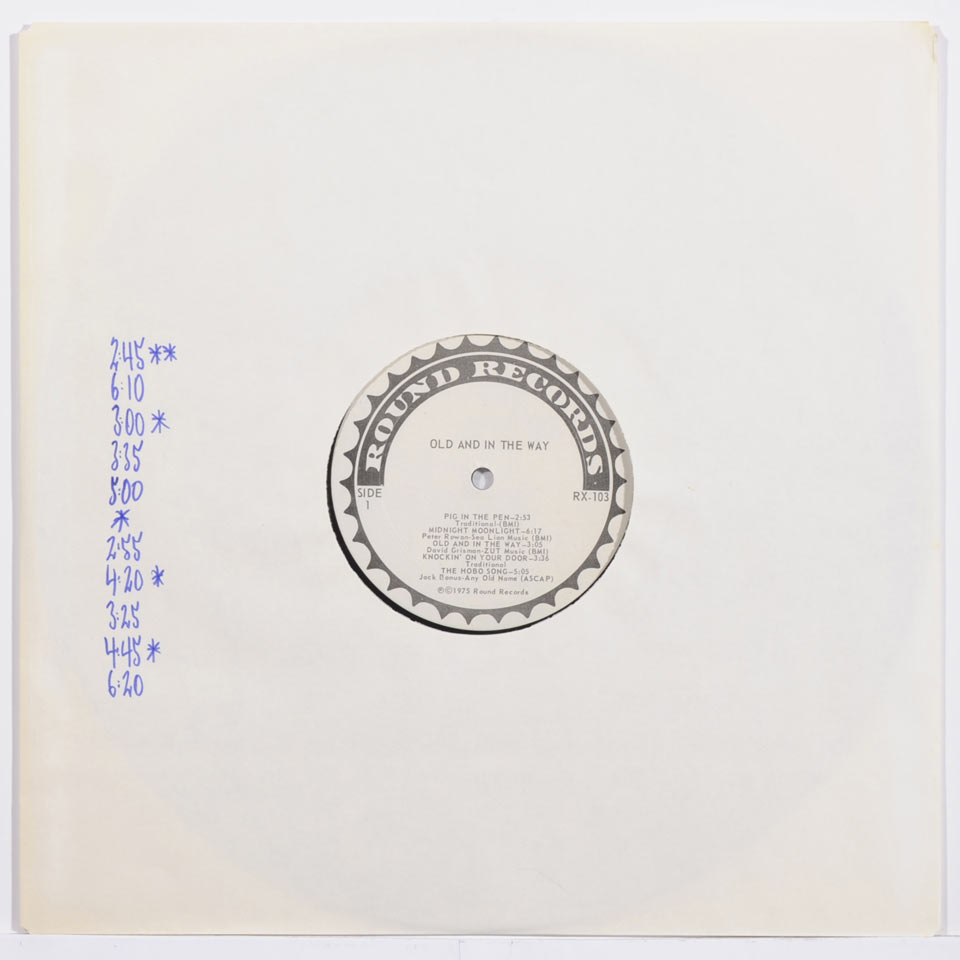 2:45 **
6:10
3:00 *
3:35
5:00
*
2:55
4:20 *
3:25
4:45 *
6:20
ROUND RECORDS
OLD AND IN THE WAY
SIDE
1
RX-103
PIG IN THE PEN—2:53
Traditional-(BMI)
MIDNIGHT MOONLIGHT—6:17
Peter Rywan-Sea Lion Music (BMI)
OLD AND IN THE WAY—3:05
David Grisman-ZUT Music (BMI)
KNOCKIN' ON YOUR DOOR—3:36
Traditional
THE HOBO SONG—5:05
Jack Bonus-Any Old Name (ASCAP)
Ⓟ©1975 Round Records